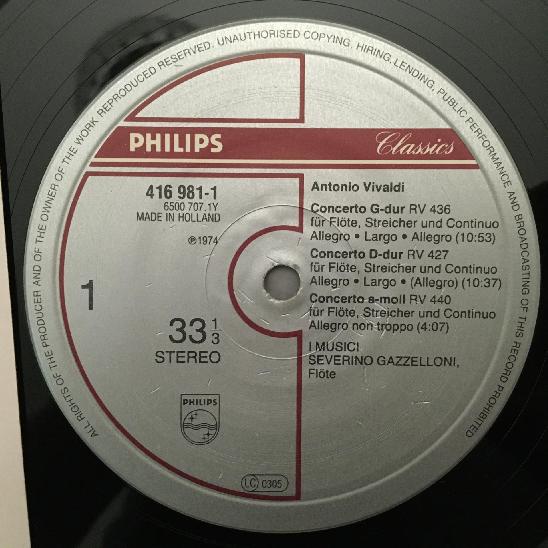 ALL RIGHTS OF THE PRODUCER AND OF THE OWNER OF THE WORK REPRODUCED RESERVED. UNAUTHORISED COPYING, HIRING, LENDING, PUBLIC PERFORMANCE AND BROADCASTING OF THIS RECORD PROHIBITED
PHILIPS Classics
416 981-1
6500 707.1Y
MADE IN HOLLAND
℗1974
1
33 1/3
STEREO
PHILIPS
LC 0305
Antonio Vivaldi
Concerto G-dur RV 436
für Flöte, Streicher und Continuo
Allegro • Largo • Allegro (10:53)
Concerto D-dur RV 427
für Flöte, Streicher und Continuo
Allegro • Largo • (Allegro) (10:37)
Concerto a-moll RV 440
für Flöte, Streicher und Continuo
Allegro non troppo (4:07)
I MUSICI
SEVERINO GAZZELLONI,
Flöte